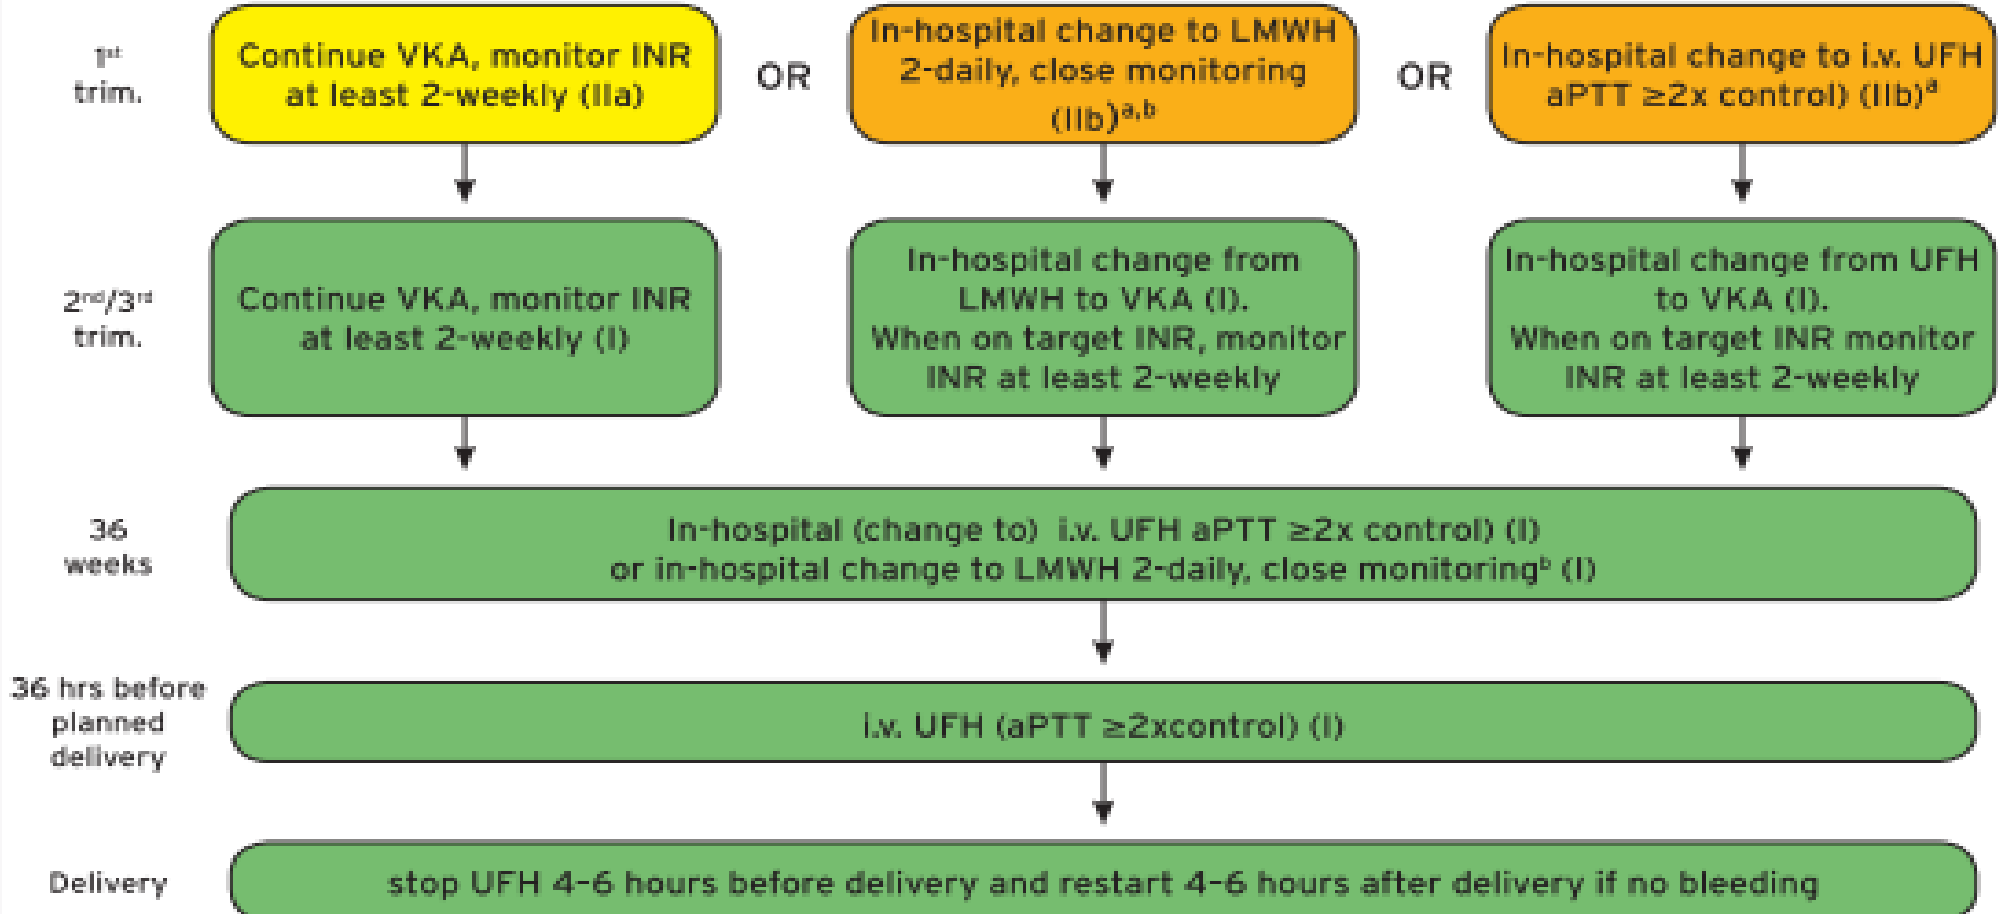 1st
trim.
Continue VKA, monitor INR
at least 2-weekly (IIa)
OR
In-hospital change to LMWH
2-daily, close monitoring
(IIb)a,b
OR
In-hospital change to i.v. UFH
aPTT ≥2x control) (IIb)a
2nd/3rd
trim.
Continue VKA, monitor INR
at least 2-weekly (I)
In-hospital change from
LMWH to VKA (I).
When on target INR, monitor
INR at least 2-weekly
In-hospital change from UFH
to VKA (I).
When on target INR monitor
INR at least 2-weekly
36
weeks
In-hospital (change to) i.v. UFH aPTT ≥2x control) (I)
or in-hospital change to LMWH 2-daily, close monitoringb (I)
36 hrs before
planned
delivery
i.v. UFH (aPTT ≥2xcontrol) (I)
Delivery
stop UFH 4-6 hours before delivery and restart 4-6 hours after delivery if no bleeding